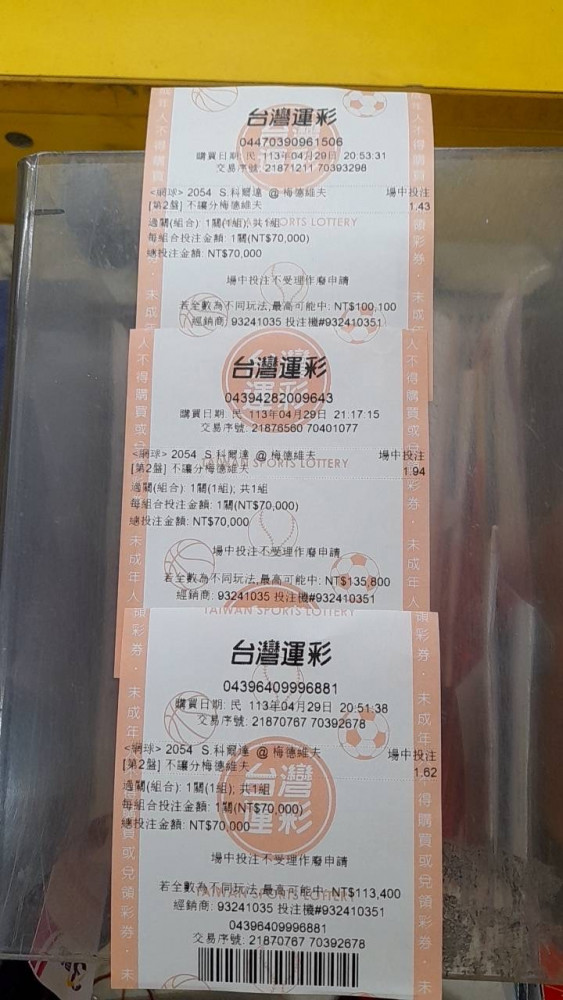 台灣運彩
04470390961506
購買日期: 民 113年04月29日 20:53:31
交易序號: 21871211 70393298
<網球> 2054 S.科爾達 @ 梅德維夫 場中投注
[第2盤] 不讓分梅德維夫 1.43
過關(組合): 1關(1組); 共1組
每組合投注金額: 1關(NT$70,000)
總投注金額: NT$70,000
場中投注不受理作廢申請
若全數為不同玩法,最高可能中: NT$100,100
經銷商: 93241035 投注機#932410351
台灣運彩
04394282009643
購買日期: 民 113年04月29日 21:17:15
交易序號: 21876560 70401077
<網球> 2054 S.科爾達 @ 梅德維夫 場中投注
[第2盤] 不讓分梅德維夫 1.94
TAIWAN SPORTS LOTTERY
過關(組合): 1關(1組); 共1組
每組合投注金額: 1關(NT$70,000)
總投注金額: NT$70,000
場中投注不受理作廢申請
若全數為不同玩法,最高可能中: NT$135,800
經銷商: 93241035 投注機#932410351
TAIWAN SPORTS LOTTERY
台灣運彩
04396409996881
購買日期: 民 113年04月29日 20:51:38
交易序號: 21870767 70392678
<網球> 2054 S.科爾達 @ 梅德維夫 場中投注
[第2盤] 不讓分梅德維夫 1.62
台灣運彩
過關(組合): 1關(1組); 共1組
每組合投注金額: 1關(NT$70,000)
總投注金額: NT$70,000
場中投注不受理作廢申請
若全數為不同玩法,最高可能中: NT$113,400
經銷商: 93241035 投注機#932410351
04396409996881
交易序號: 21870767 70392678